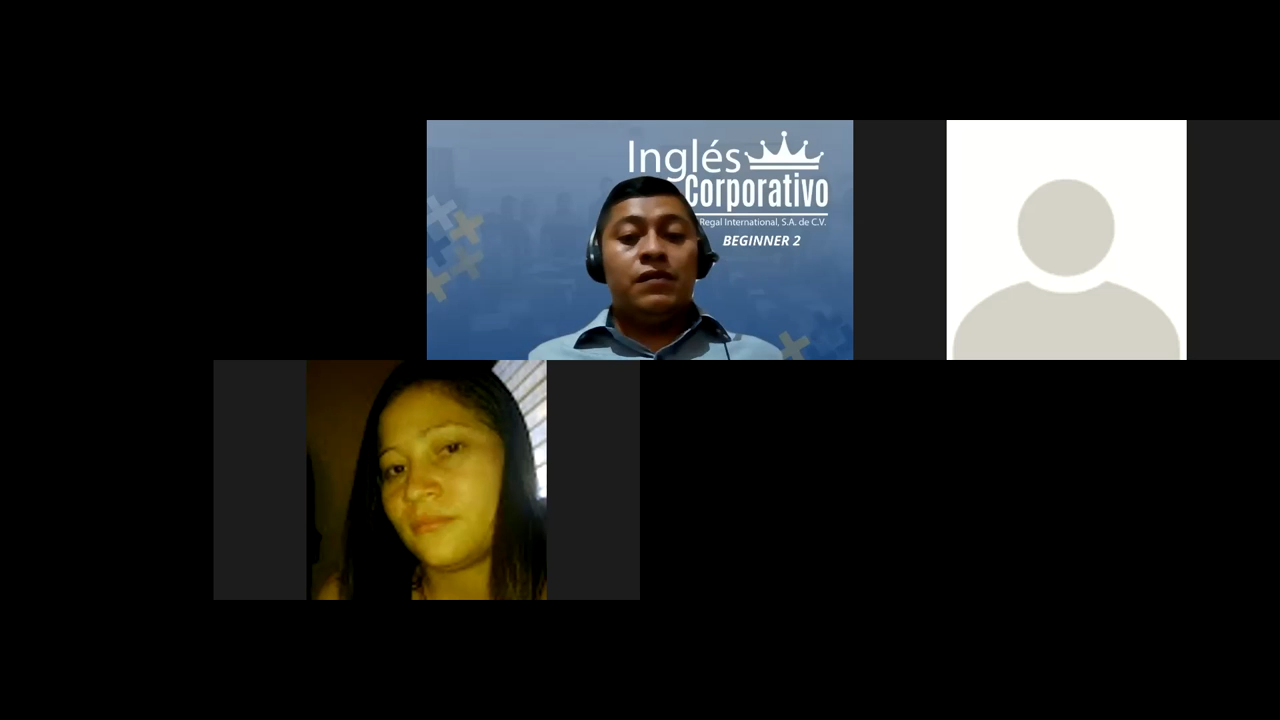 Inglés
Corporativo
Regal International, S.A. de C.V.
BEGINNER 2